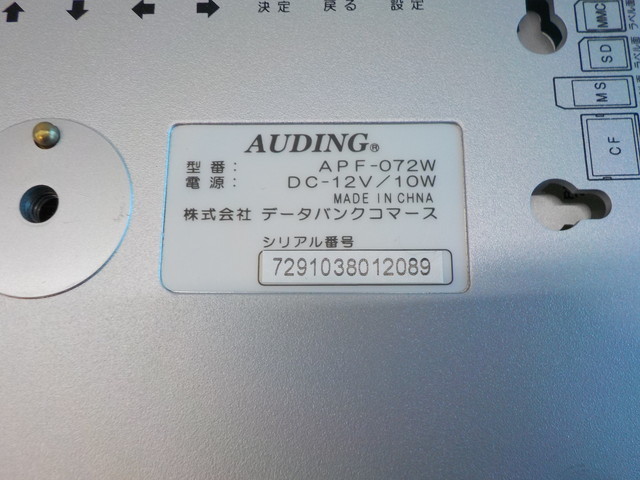 決定 戻る 設定
MMC
SD
MS
CF
AUDING®
型番： APF-072W
電源： DC-12V/10W
MADE IN CHNA
株式会社 データバンクコマース
シリアル番号
7291038012089